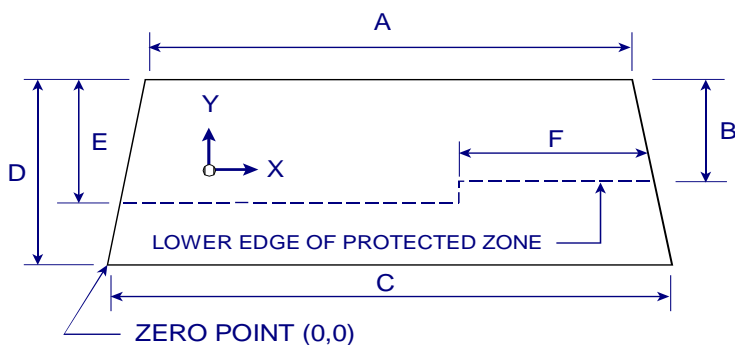 A
Y
X
E
F
B
D
LOWER EDGE OF PROTECTED ZONE
C
ZERO POINT (0,0)